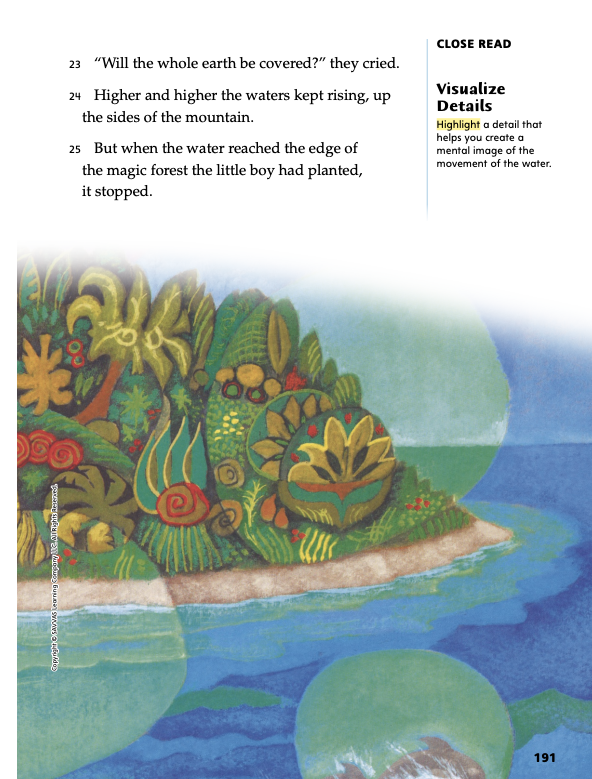 23 “Will the whole earth be covered?” they cried.
24 Higher and higher the waters kept rising, up
the sides of the mountain.
25 But when the water reached the edge of
the magic forest the little boy had planted,
it stopped.
CLOSE READ
Visualize
Details
Highlight a detail that
helps you create a
mental image of the
movement of the water.
Copyright © SAVVAS Learning Company LLC. All Rights Reserved.
191